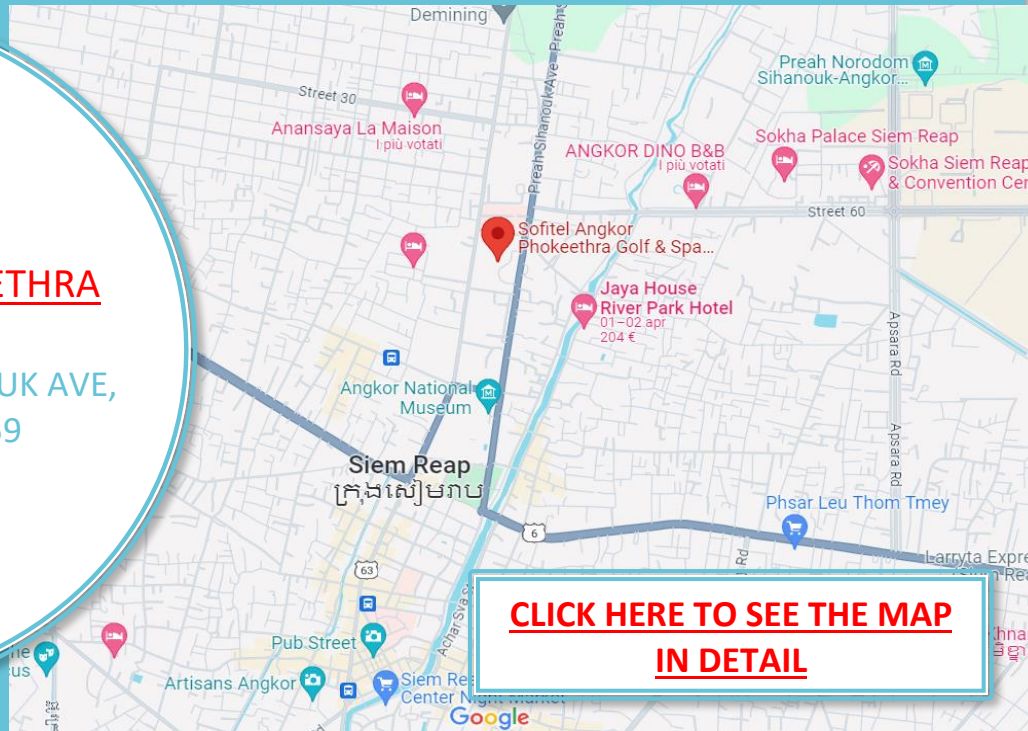 Demining
Preah Norodom
Sihanouk-Angkor...
Street 30
Preah Sihanouk Ave
Anansaya La Maison
I più votati
ANGKOR DINO B&B
I più votati
Sokha Palace Siem Reap
Sokha Siem Reap
& Convention Cen
Street 60
Sofitel Angkor
Phokeethra Golf & Spa...
ETHRA
Jaya House
River Park Hotel
01–02.apr
204 €
Apsara Rd
UK AVE,
Angkor National
Museum
Apsara Rd
Siem Reap
ក្រុងសៀមរាប
Phsar Leu Thom Tmey
6
Larryta Expre
63
CLICK HERE TO SEE THE MAP
IN DETAIL
Rd
Achar Sva S
Pub Street
Artisans Angkor
Siem Re
Center Night Market
Google